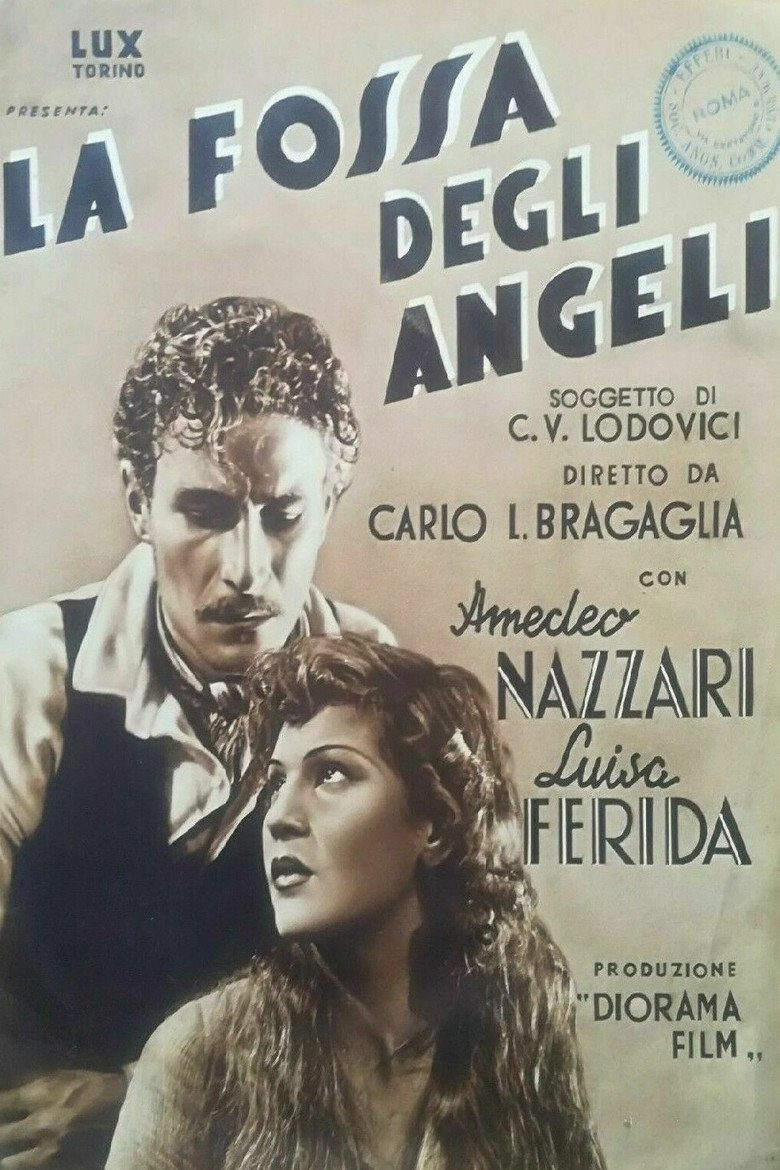 LUX
TORINO
PRESENTA:
LA FOSSA
DEGLI
ANGELI
ROMA
SOGGETTO DI
C.V. LODOVICI
DIRETTO DA
CARLO L. BRAGAGLIA
CON
Amedeo
NAZZARI
Luisa
FERIDA
PRODUZIONE
"DIORAMA
FILM„